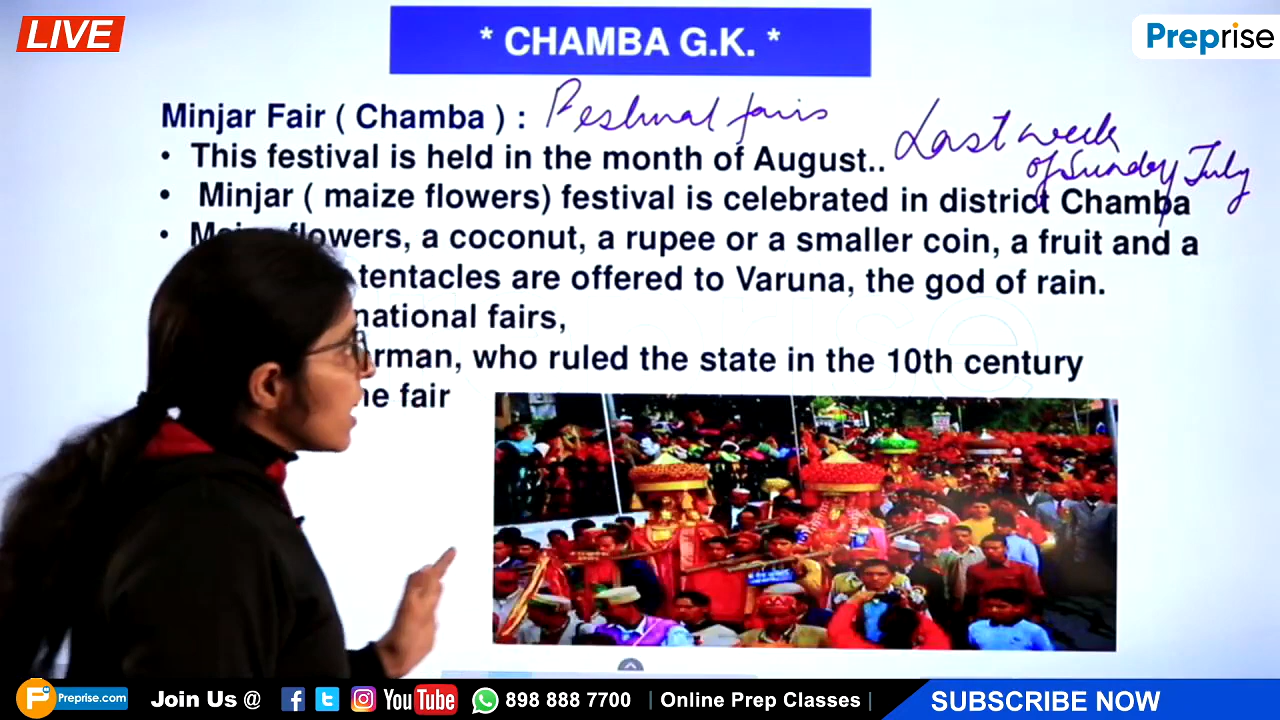 LIVE
* CHAMBA G.K. *
Preprise
Minjar Fair ( Chamba ) : fairs
Last week
of Sunday July
• This festival is held in the month of August..
• Minjar ( maize flowers) festival is celebrated in district Chamba
• flowers, a coconut, a rupee or a smaller coin, a fruit and a
tentacles are offered to Varuna, the god of rain.
national fairs,
rman, who ruled the state in the 10th century
he fair
Preprise.com Join Us @ YouTube 898 888 7700 | Online Prep Classes | SUBSCRIBE NOW